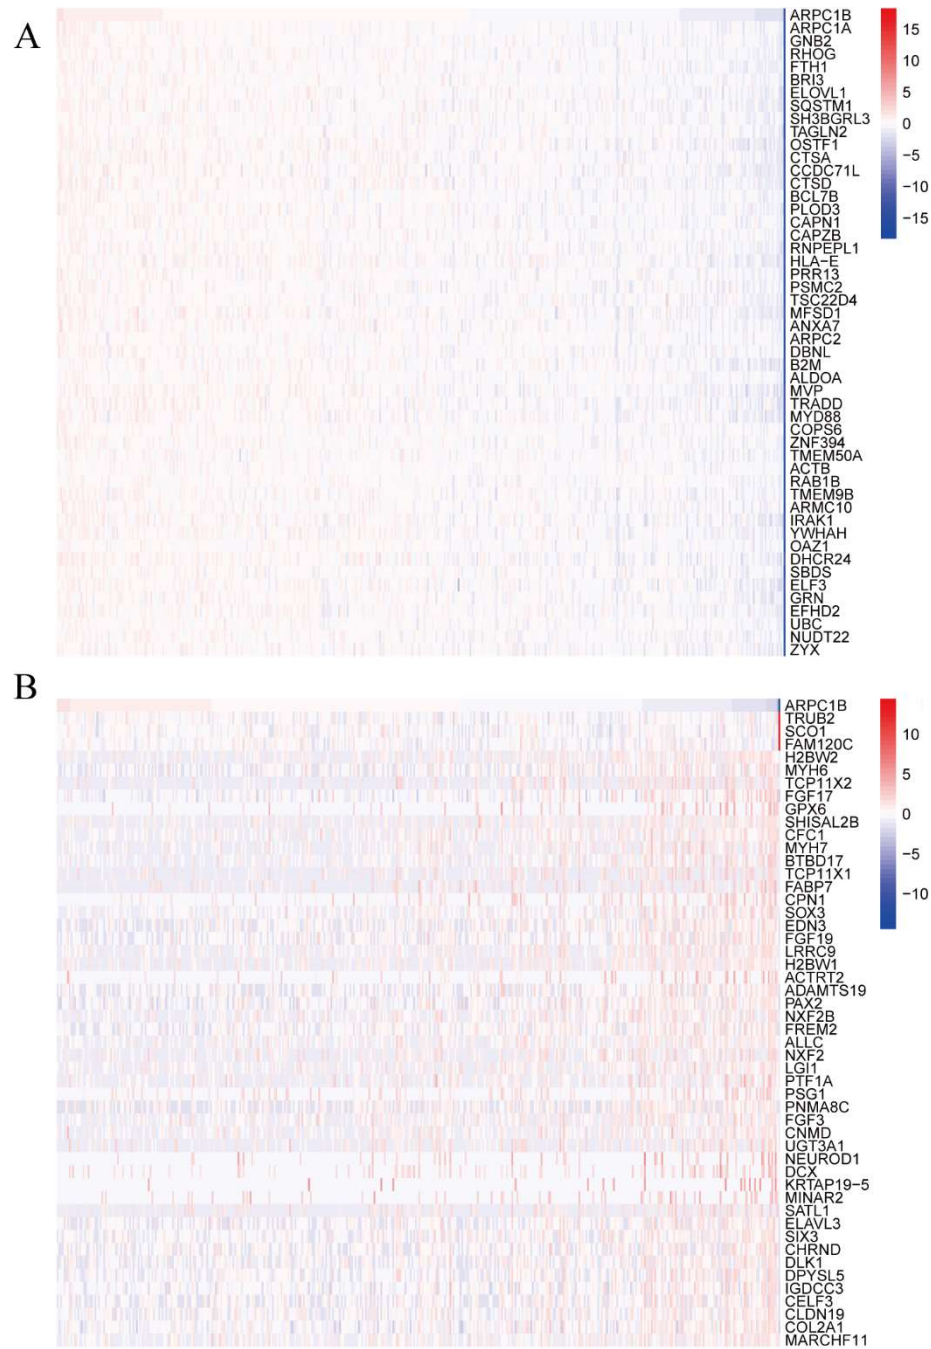 A
ARPC1B
ARPC1A
GNB2
RHOG
FTH1
BRI3
ELOVL1
SQSTM1
SH3BGRL3
TAGLN2
OSTF1
CTSA
CCDC71L
CTSD
BCL7B
PLOD3
CAPN1
CAPZB
RNPEPL1
HLA−E
PRR13
PSMC2
TSC22D4
MFSD1
ANXA7
ARPC2
DBNL
B2M
ALDOA
MVP
TRADD
MYD88
COPS6
ZNF394
TMEM50A
ACTB
RAB1B
TMEM9B
ARMC10
IRAK1
YWHAH
OAZ1
DHCR24
SBDS
ELF3
GRN
EFHD2
UBC
NUDT22
ZYX
15
10
5
0
−5
−10
−15
B
ARPC1B
TRUB2
SCO1
FAM120C
H2BW2
MYH6
TCP11X2
FGF17
GPX6
SHISAL2B
CFC1
MYH7
BTBD17
TCP11X1
FABP7
CPN1
SOX3
EDN3
FGF19
LRRC9
H2BW1
ACTRT2
ADAMTS19
PAX2
NXF2B
FREM2
ALLC
NXF2
LGI1
PTF1A
PSG1
PNMA8C
FGF3
CNMD
UGT3A1
NEUROD1
DCX
KRTAP19−5
MINAR2
SATL1
ELAVL3
SIX3
CHRND
DLK1
DPYSL5
IGDCC3
CELF3
CLDN19
COL2A1
MARCHF11
10
5
0
−5
−10